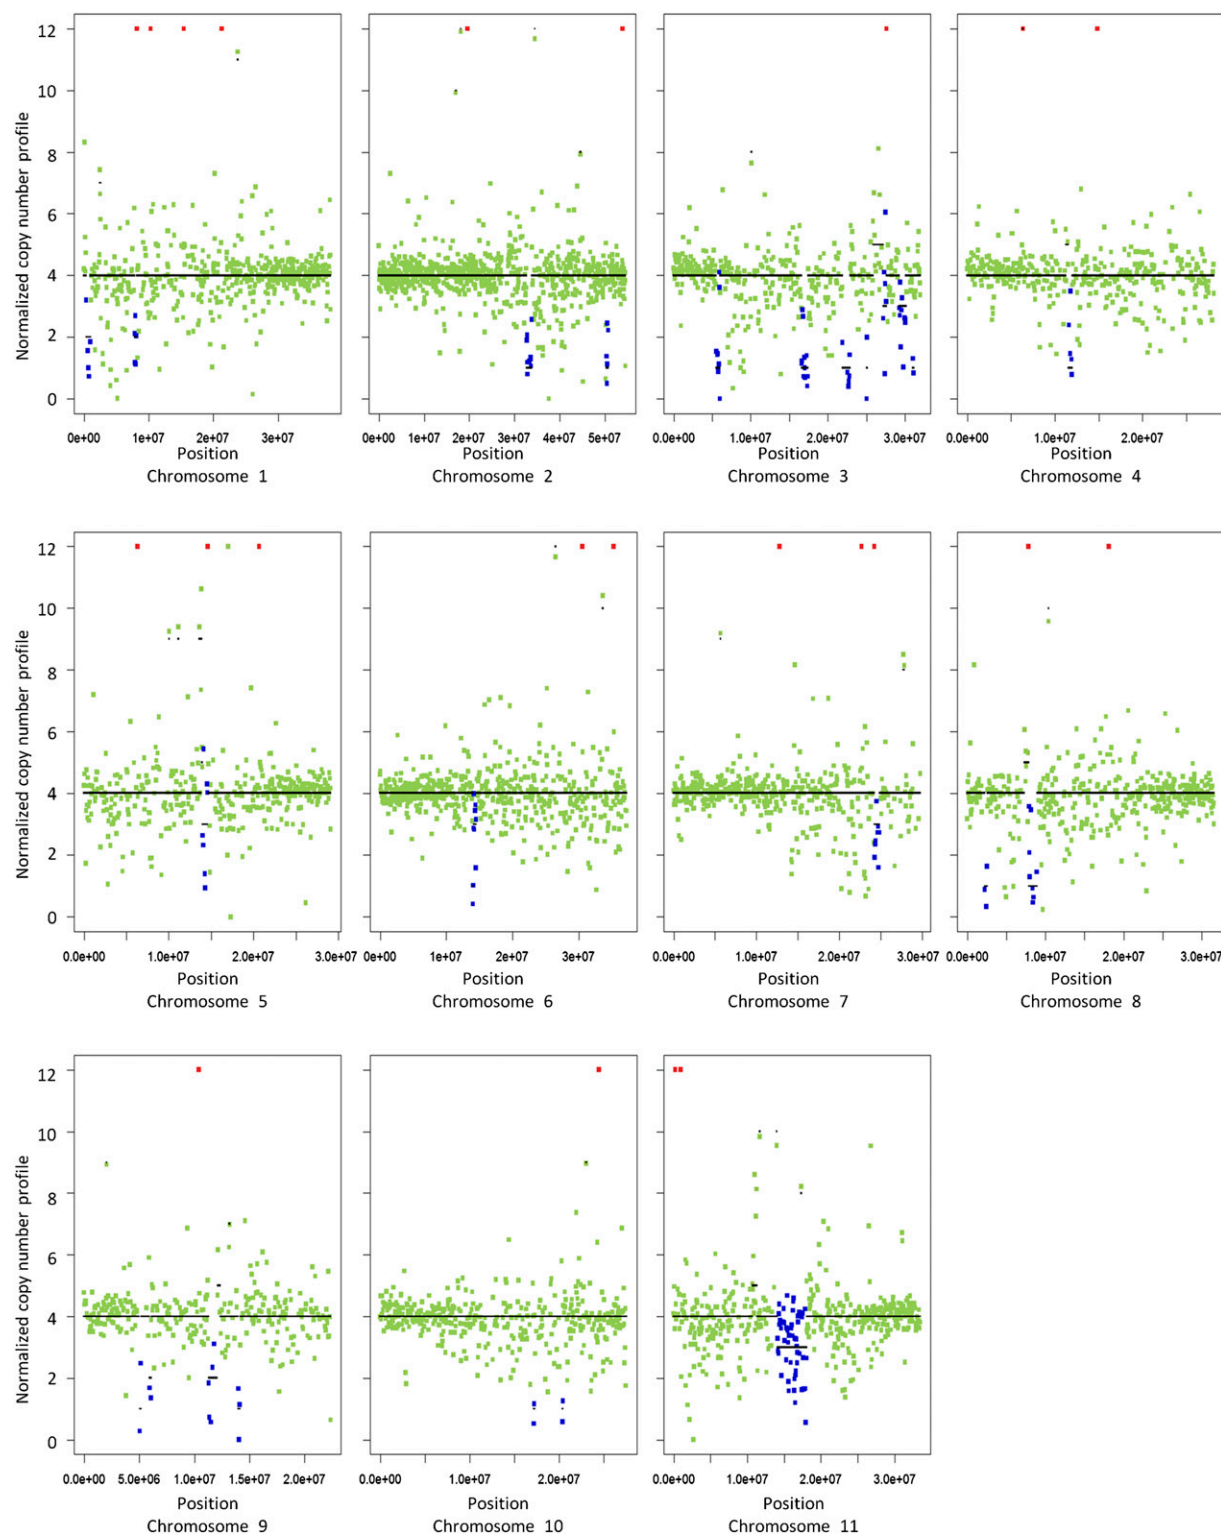 Normalized copy number profile
12
10
8
6
4
2
0
0e+00 1e+07 2e+07 3e+07
Position
Chromosome 1
0e+00 1e+07 2e+07 3e+07 4e+07 5e+07
Position
Chromosome 2
0.0e+00 1.0e+07 2.0e+07 3.0e+07
Position
Chromosome 3
0.0e+00 1.0e+07 2.0e+07
Position
Chromosome 4
Normalized copy number profile
12
10
8
6
4
2
0
0.0e+00 1.0e+07 2.0e+07 3.0e+07
Position
Chromosome 5
0e+00 1e+07 2e+07 3e+07
Position
Chromosome 6
0.0e+00 1.0e+07 2.0e+07 3.0e+07
Position
Chromosome 7
0.0e+00 1.0e+07 2.0e+07 3.0e+07
Position
Chromosome 8
Normalized copy number profile
12
10
8
6
4
2
0
0.0e+00 5.0e+06 1.0e+07 1.5e+07 2.0e+07
Position
Chromosome 9
0.0e+00 1.0e+07 2.0e+07
Position
Chromosome 10
0.0e+00 1.0e+07 2.0e+07 3.0e+07
Position
Chromosome 11